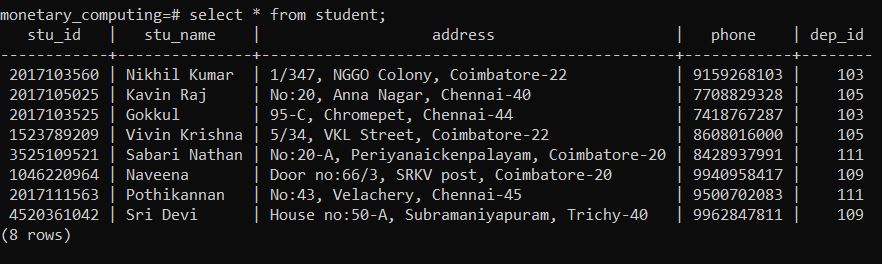 monetary_computing=# select * from student;
stu_id | stu_name | address | phone | dep_id
------------+---------------+------------------------------------------+------------+--------
2017103560 | Nikhil Kumar | 1/347, NGGO Colony, Coimbatore-22 | 9159268103 | 103
2017105025 | Kavin Raj | No:20, Anna Nagar, Chennai-40 | 7708829328 | 105
2017103525 | Gokkul | 95-C, Chromepet, Chennai-44 | 7418767287 | 103
1523789209 | Vivin Krishna | 5/34, VKL Street, Coimbatore-22 | 8608016000 | 105
3525109521 | Sabari Nathan | No:20-A, Periyanaickenpalayam, Coimbatore-20 | 8428937991 | 111
1046220964 | Naveena | Door no:66/3, SRKV post, Coimbatore-20 | 9940958417 | 109
2017111563 | Pothikannan | No:43, Velachery, Chennai-45 | 9500702083 | 111
4520361042 | Sri Devi | House no:50-A, Subramaniyapuram, Trichy-40 | 9962847811 | 109
(8 rows)